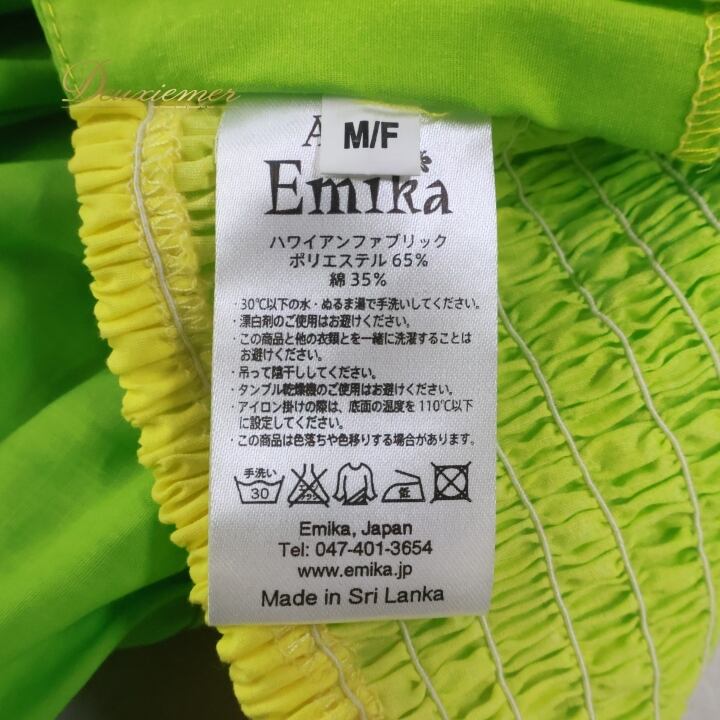 Deuxiemer
M/F
Emika
ハワイアンファブリック
ポリエステル 65%
綿 35%
・30℃以下の水・ぬるま湯で手洗いしてください。
・漂白剤のご使用はお避けください。
・この商品と他の衣類とを一緒に洗濯することは
お避けください。
・吊って陰干ししてください。
・タンブル乾燥機のご使用はお避けください。
・アイロン掛けの際は、底面の温度を110℃以下
に設定してください。
・この商品は色落ちや色移りする場合があります。
手洗い
30
低
Emika, Japan
Tel: 047-401-3654
www.emika.jp
Made in Sri Lanka